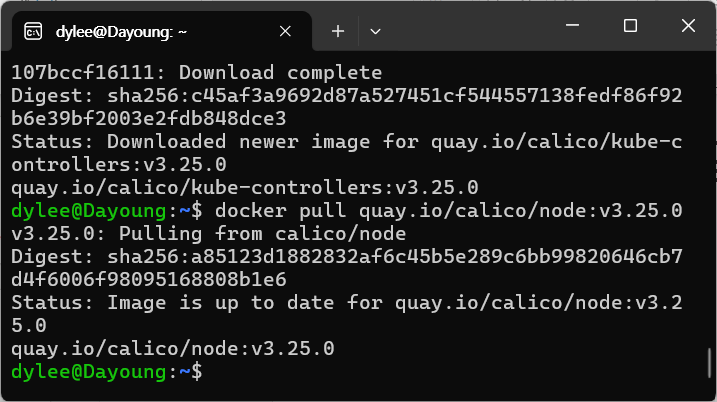 dylee@Dayoung: ~
107bccf16111: Download complete
Digest: sha256:c45af3a9692d87a527451cf544557138fedf86f92
b6e39bf2003e2fdb848dce3
Status: Downloaded newer image for quay.io/calico/kube-c
ontrollers:v3.25.0
quay.io/calico/kube-controllers:v3.25.0
dylee@Dayoung:~$ docker pull quay.io/calico/node:v3.25.0
v3.25.0: Pulling from calico/node
Digest: sha256:a85123d1882832af6c45b5e289c6bb99820646cb7
d4f6006f98095168808b1e6
Status: Image is up to date for quay.io/calico/node:v3.2
5.0
quay.io/calico/node:v3.25.0
dylee@Dayoung:~$